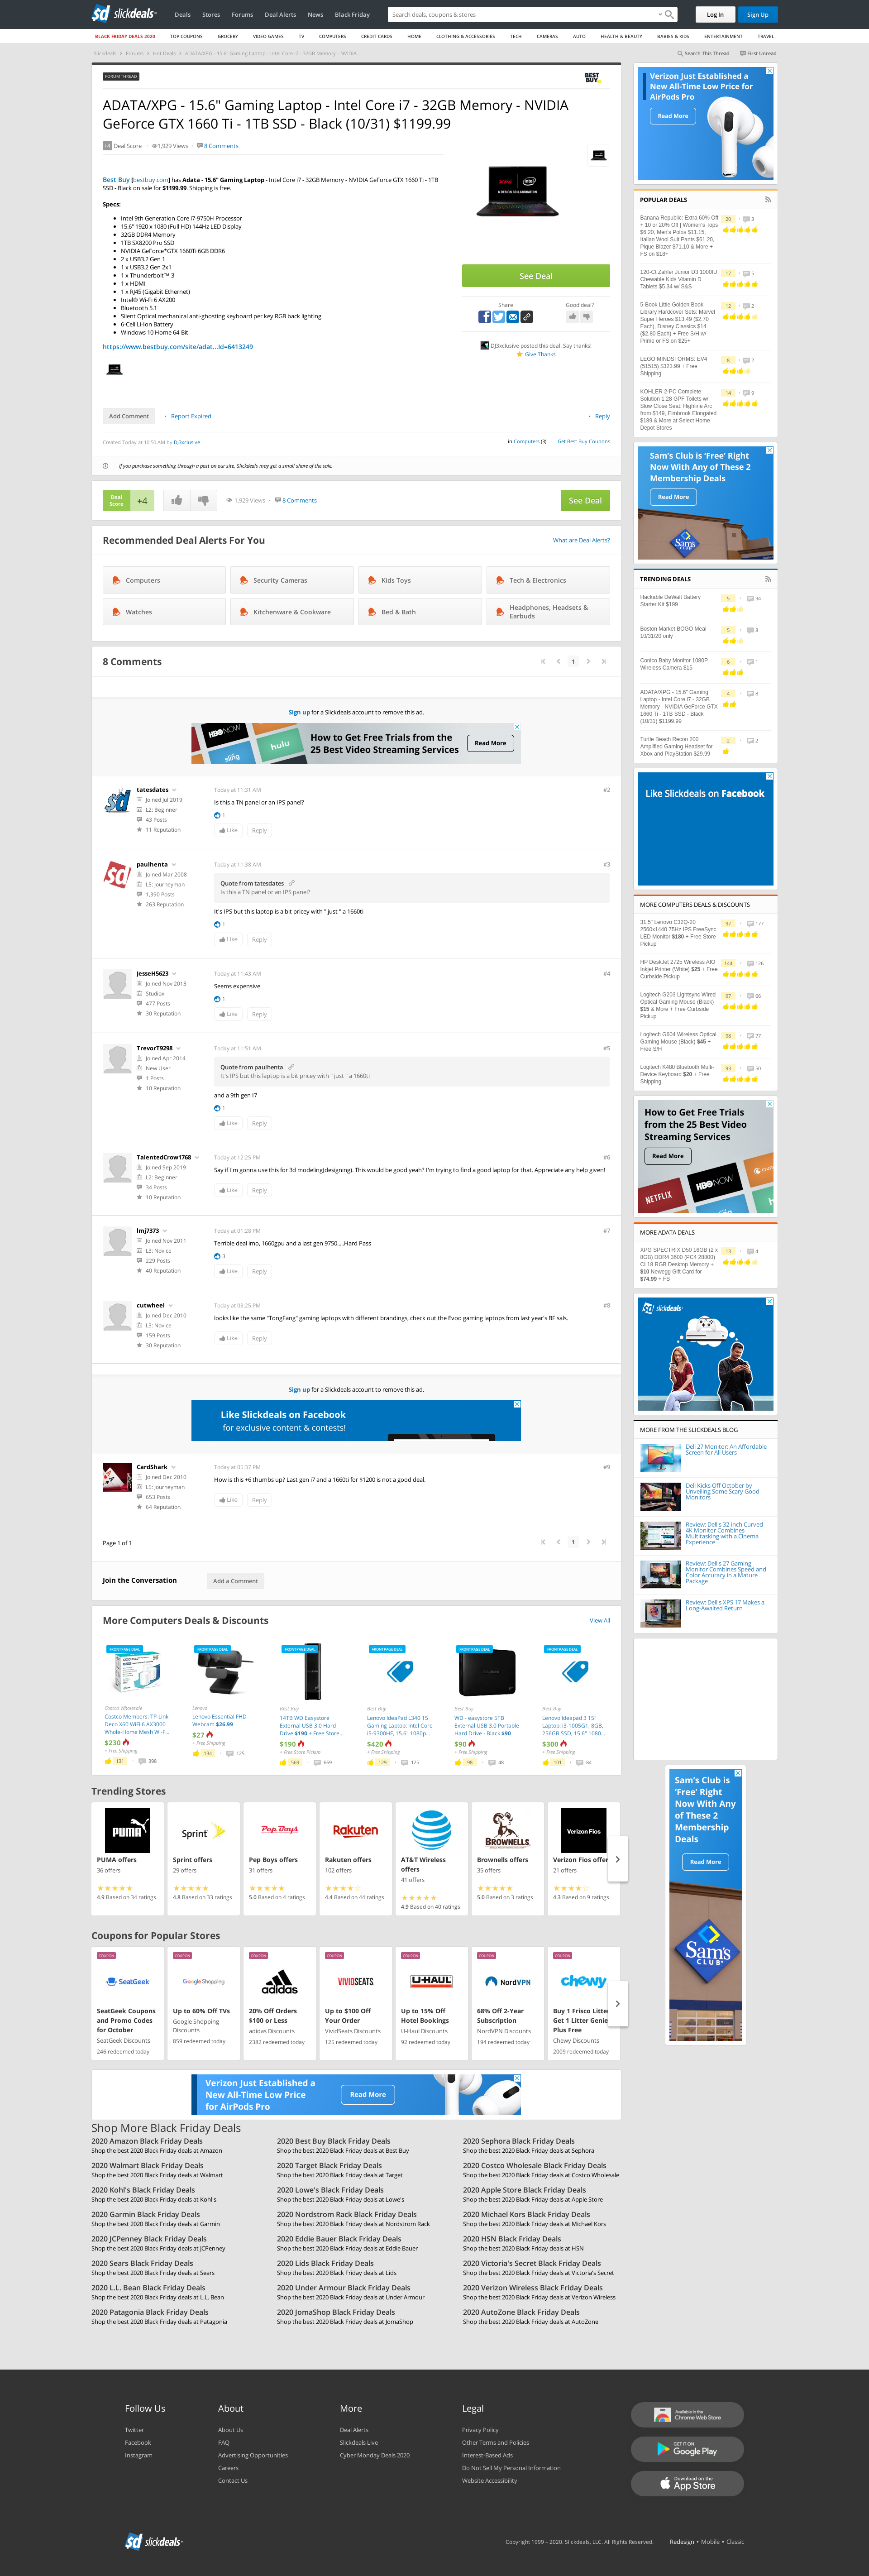 slickdeals
Deals Stores Forums Deal Alerts News Black Friday
Search deals, coupons & stores
Log In Sign Up
BLACK FRIDAY DEALS 2020 TOP COUPONS GROCERY VIDEO GAMES TV COMPUTERS CREDIT CARDS HOME CLOTHING & ACCESSORIES TECH CAMERAS AUTO HEALTH & BEAUTY BABIES & KIDS ENTERTAINMENT TRAVEL
Slickdeals Forums Hot Deals ADATA/XPG - 15.6" Gaming Laptop - Intel Core i7 - 32GB Memory - NVIDIA ...
Search This Thread First Unread
FORUM THREAD
BEST BUY
ADATA/XPG - 15.6" Gaming Laptop - Intel Core i7 - 32GB Memory - NVIDIA
GeForce GTX 1660 Ti - 1TB SSD - Black (10/31) $1199.99
+4 Deal Score 1,929 Views 8 Comments
Best Buy [bestbuy.com] has Adata - 15.6" Gaming Laptop - Intel Core i7 - 32GB Memory - NVIDIA GeForce GTX 1660 Ti - 1TB
SSD - Black on sale for $1199.99. Shipping is free.
Specs:
Intel 9th Generation Core i7-9750H Processor
15.6" 1920 x 1080 (Full HD) 144Hz LED Display
32GB DDR4 Memory
1TB SX8200 Pro SSD
NVIDIA GeForce*GTX 1660Ti 6GB DDR6
2 x USB3.2 Gen 1
1 x USB3.2 Gen 2x1
1 x Thunderbolt™ 3
1 x HDMI
1 x RJ45 (Gigabit Ethernet)
Intel® Wi-Fi 6 AX200
Bluetooth 5.1
Silent Optical mechanical anti-ghosting keyboard per key RGB back lighting
6-Cell Li-Ion Battery
Windows 10 Home 64-Bit
https://www.bestbuy.com/site/adat...Id=6413249
See Deal
Share Good deal?
DJ3xclusive posted this deal. Say thanks!
Give Thanks
Add Comment Report Expired Reply
Created Today at 10:50 AM by DJ3xclusive
in Computers (3) Get Best Buy Coupons
If you purchase something through a post on our site, Slickdeals may get a small share of the sale.
Deal Score +4 1,929 Views 8 Comments See Deal
Recommended Deal Alerts For You What are Deal Alerts?
Computers Security Cameras Kids Toys Tech & Electronics
Watches Kitchenware & Cookware Bed & Bath Headphones, Headsets & Earbuds
8 Comments 1
Sign up for a Slickdeals account to remove this ad.
HBO NOW sling hulu
How to Get Free Trials from the
25 Best Video Streaming Services
Read More
tatesdates Today at 11:31 AM #2
Joined Jul 2019
L2: Beginner
43 Posts
11 Reputation
Is this a TN panel or an IPS panel?
1
Like Reply
paulhenta Today at 11:38 AM #3
Joined Mar 2008
L5: Journeyman
1,390 Posts
263 Reputation
Quote from tatesdates
Is this a TN panel or an IPS panel?
It's IPS but this laptop is a bit pricey with " just " a 1660ti
1
Like Reply
JesseH5623 Today at 11:43 AM #4
Joined Nov 2013
Studiox
477 Posts
30 Reputation
Seems expensive
1
Like Reply
TrevorT9298 Today at 11:51 AM #5
Joined Apr 2014
New User
1 Posts
10 Reputation
Quote from paulhenta
It's IPS but this laptop is a bit pricey with " just " a 1660ti
and a 9th gen I7
1
Like Reply
TalentedCrow1768 Today at 12:25 PM #6
Joined Sep 2019
L2: Beginner
34 Posts
10 Reputation
Say if I'm gonna use this for 3d modeling(designing). This would be good yeah? I'm trying to find a good laptop for that. Appreciate any help given!
Like Reply
lmj7373 Today at 01:28 PM #7
Joined Nov 2011
L3: Novice
229 Posts
40 Reputation
Terrible deal imo, 1660gpu and a last gen 9750.....Hard Pass
3
Like Reply
cutwheel Today at 03:25 PM #8
Joined Dec 2010
L3: Novice
159 Posts
30 Reputation
looks like the same "TongFang" gaming laptops with different brandings, check out the Evoo gaming laptops from last year's BF sals.
Like Reply
Sign up for a Slickdeals account to remove this ad.
Like Slickdeals on Facebook
for exclusive content & contests!
CardShark Today at 05:37 PM #9
Joined Dec 2010
L5: Journeyman
653 Posts
64 Reputation
How is this +6 thumbs up? Last gen i7 and a 1660ti for $1200 is not a good deal.
Like Reply
Page 1 of 1 1
Join the Conversation Add a Comment
More Computers Deals & Discounts View All
FRONTPAGE DEAL
Costco Wholesale
Costco Members: TP-Link
Deco X60 WiFi 6 AX3000
Whole-Home Mesh Wi-F...
$230
+ Free Shipping
131 398
FRONTPAGE DEAL
Lenovo
Lenovo Essential FHD
Webcam $26.99
$27
+ Free Shipping
134 125
FRONTPAGE DEAL
Best Buy
14TB WD Easystore
External USB 3.0 Hard
Drive $190 + Free Store...
$190
+ Free Store Pickup
569 669
FRONTPAGE DEAL
Best Buy
Lenovo IdeaPad L340 15
Gaming Laptop: Intel Core
i5-9300HF, 15.6" 1080p...
$420
+ Free Shipping
129 125
FRONTPAGE DEAL
Best Buy
WD - easystore 5TB
External USB 3.0 Portable
Hard Drive - Black $90
$90
+ Free Shipping
98 48
FRONTPAGE DEAL
Best Buy
Lenovo Ideapad 3 15"
Laptop: i3-1005G1, 8GB,
256GB SSD, 15.6" 1080...
$300
+ Free Shipping
101 84
Trending Stores
PUMA
PUMA offers
36 offers
4.9 Based on 34 ratings
Sprint
Sprint offers
29 offers
4.8 Based on 33 ratings
Pep Boys
Pep Boys offers
31 offers
5.0 Based on 4 ratings
Rakuten
Rakuten offers
102 offers
4.4 Based on 44 ratings
AT&T Wireless
offers
41 offers
4.9 Based on 40 ratings
BROWNELLS
Brownells offers
35 offers
5.0 Based on 3 ratings
Verizon Fios
Verizon Fios offer
21 offers
4.3 Based on 9 ratings
Coupons for Popular Stores
COUPON
SeatGeek
SeatGeek Coupons
and Promo Codes
for October
SeatGeek Discounts
246 redeemed today
COUPON
Google Shopping
Up to 60% Off TVs
Google Shopping
Discounts
859 redeemed today
COUPON
adidas
20% Off Orders
$100 or Less
adidas Discounts
2382 redeemed today
COUPON
VIVIDSEATS
Up to $100 Off
Your Order
VividSeats Discounts
125 redeemed today
COUPON
U-HAUL
Up to 15% Off
Hotel Bookings
U-Haul Discounts
92 redeemed today
COUPON
NordVPN
68% Off 2-Year
Subscription
NordVPN Discounts
194 redeemed today
COUPON
chewy
Buy 1 Frisco Litter
Get 1 Litter Genie
Plus Free
Chewy Discounts
2009 redeemed today
Verizon Just Established a
New All-Time Low Price
for AirPods Pro
Read More
Shop More Black Friday Deals
2020 Amazon Black Friday Deals
Shop the best 2020 Black Friday deals at Amazon
2020 Best Buy Black Friday Deals
Shop the best 2020 Black Friday deals at Best Buy
2020 Sephora Black Friday Deals
Shop the best 2020 Black Friday deals at Sephora
2020 Walmart Black Friday Deals
Shop the best 2020 Black Friday deals at Walmart
2020 Target Black Friday Deals
Shop the best 2020 Black Friday deals at Target
2020 Costco Wholesale Black Friday Deals
Shop the best 2020 Black Friday deals at Costco Wholesale
2020 Kohl's Black Friday Deals
Shop the best 2020 Black Friday deals at Kohl's
2020 Lowe's Black Friday Deals
Shop the best 2020 Black Friday deals at Lowe's
2020 Apple Store Black Friday Deals
Shop the best 2020 Black Friday deals at Apple Store
2020 Garmin Black Friday Deals
Shop the best 2020 Black Friday deals at Garmin
2020 Nordstrom Rack Black Friday Deals
Shop the best 2020 Black Friday deals at Nordstrom Rack
2020 Michael Kors Black Friday Deals
Shop the best 2020 Black Friday deals at Michael Kors
2020 JCPenney Black Friday Deals
Shop the best 2020 Black Friday deals at JCPenney
2020 Eddie Bauer Black Friday Deals
Shop the best 2020 Black Friday deals at Eddie Bauer
2020 HSN Black Friday Deals
Shop the best 2020 Black Friday deals at HSN
2020 Sears Black Friday Deals
Shop the best 2020 Black Friday deals at Sears
2020 Lids Black Friday Deals
Shop the best 2020 Black Friday deals at Lids
2020 Victoria's Secret Black Friday Deals
Shop the best 2020 Black Friday deals at Victoria's Secret
2020 L.L. Bean Black Friday Deals
Shop the best 2020 Black Friday deals at L.L. Bean
2020 Under Armour Black Friday Deals
Shop the best 2020 Black Friday deals at Under Armour
2020 Verizon Wireless Black Friday Deals
Shop the best 2020 Black Friday deals at Verizon Wireless
2020 Patagonia Black Friday Deals
Shop the best 2020 Black Friday deals at Patagonia
2020 JomaShop Black Friday Deals
Shop the best 2020 Black Friday deals at JomaShop
2020 AutoZone Black Friday Deals
Shop the best 2020 Black Friday deals at AutoZone
Verizon Just Established a
New All-Time Low Price for
AirPods Pro
Read More
POPULAR DEALS
Banana Republic: Extra 60% Off
+ 10 or 20% Off | Women's Tops
$6.20, Men's Polos $11.15,
Italian Wool Suit Pants $61.20,
Pique Blazer $71.10 & More +
FS on $18+
20 3
120-Ct Zahler Junior D3 1000IU
Chewable Kids Vitamin D
Tablets $5.34 w/ S&S
17 5
5-Book Little Golden Book
Library Hardcover Sets: Marvel
Super Heroes $13.49 ($2.70
Each), Disney Classics $14
($2.80 Each) + Free S/H w/
Prime or FS on $25+
12 2
LEGO MINDSTORMS: EV4
(51515) $323.99 + Free
Shipping
8 2
KOHLER 2-PC Complete
Solution 1.28 GPF Toilets w/
Slow Close Seat: Highline Arc
from $149, Elmbrook Elongated
$189 & More at Select Home
Depot Stores
14 9
Sam's Club is 'Free' Right
Now With Any of These 2
Membership Deals
Read More
Sam's
TRENDING DEALS
Hackable DeWalt Battery
Starter Kit $199
5 34
Boston Market BOGO Meal
10/31/20 only
5 8
Conico Baby Monitor 1080P
Wireless Camera $15
6 1
ADATA/XPG - 15.6" Gaming
Laptop - Intel Core i7 - 32GB
Memory - NVIDIA GeForce GTX
1660 Ti - 1TB SSD - Black
(10/31) $1199.99
4 8
Turtle Beach Recon 200
Amplified Gaming Headset for
Xbox and PlayStation $29.99
2 2
Like Slickdeals on Facebook
MORE COMPUTERS DEALS & DISCOUNTS
31.5" Lenovo C32Q-20
2560x1440 75Hz IPS FreeSync
LED Monitor $180 + Free Store
Pickup
97 177
HP DeskJet 2725 Wireless AIO
Inkjet Printer (White) $25 + Free
Curbside Pickup
144 126
Logitech G203 Lightsync Wired
Optical Gaming Mouse (Black)
$15 & More + Free Curbside
Pickup
97 66
Logitech G604 Wireless Optical
Gaming Mouse (Black) $45 +
Free S/H
98 77
Logitech K480 Bluetooth Multi-
Device Keyboard $20 + Free
Shipping
93 50
How to Get Free Trials
from the 25 Best Video
Streaming Services
Read More
NETFLIX HBO NOW
MORE ADATA DEALS
XPG SPECTRIX D50 16GB (2 x
8GB) DDR4 3600 (PC4 28800)
CL18 RGB Desktop Memory +
$10 Newegg Gift Card for
$74.99 + FS
13 4
slickdeals
MORE FROM THE SLICKDEALS BLOG
Dell 27 Monitor: An Affordable
Screen for All Users
Dell Kicks Off October by
Unveiling Some Scary Good
Monitors
Review: Dell's 32-inch Curved
4K Monitor Combines
Multitasking with a Cinema
Experience
Review: Dell's 27 Gaming
Monitor Combines Speed and
Color Accuracy in a Mature
Package
Review: Dell's XPS 17 Makes a
Long-Awaited Return
Sam's Club is
'Free' Right
Now With Any
of These 2
Membership
Deals
Read More
Sam's CLUB
Follow Us About More Legal
Twitter About Us Deal Alerts Privacy Policy
Facebook FAQ Slickdeals Live Other Terms and Policies
Instagram Advertising Opportunities Cyber Monday Deals 2020 Interest-Based Ads
Careers Do Not Sell My Personal Information
Contact Us Website Accessibility
Available in the
Chrome Web Store
GET IT ON
Google Play
Download on the
App Store
slickdeals
Copyright 1999 - 2020, Slickdeals, LLC. All Rights Reserved. Redesign • Mobile • Classic